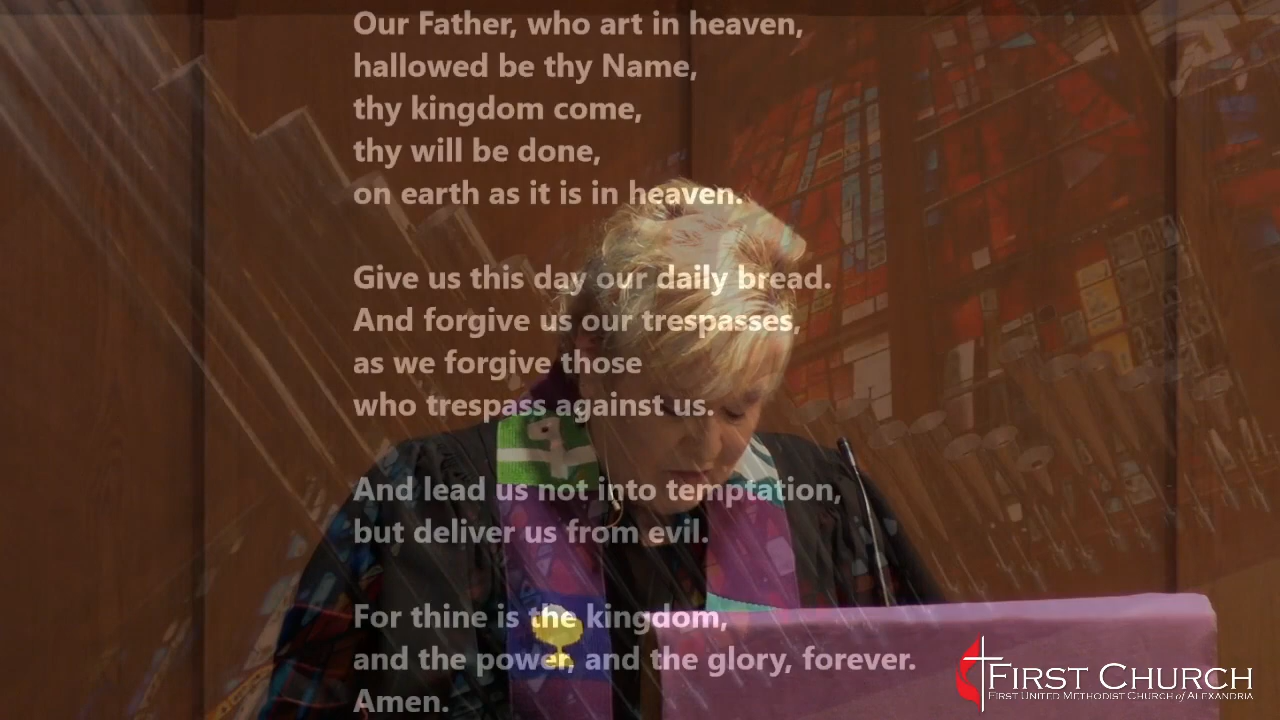 Our Father, who art in heaven,
hallowed be thy Name,
thy kingdom come,
thy will be done,
on earth as it is in heaven.
Give us this day our daily bread.
And forgive us our trespasses,
as we forgive those
who trespass against us.
And lead us not into temptation,
but deliver us from evil.
For thine is the kingdom,
and the power, and the glory, forever.
Amen.
FIRST CHURCH
FIRST UNITED METHODIST CHURCH of ALEXANDRIA